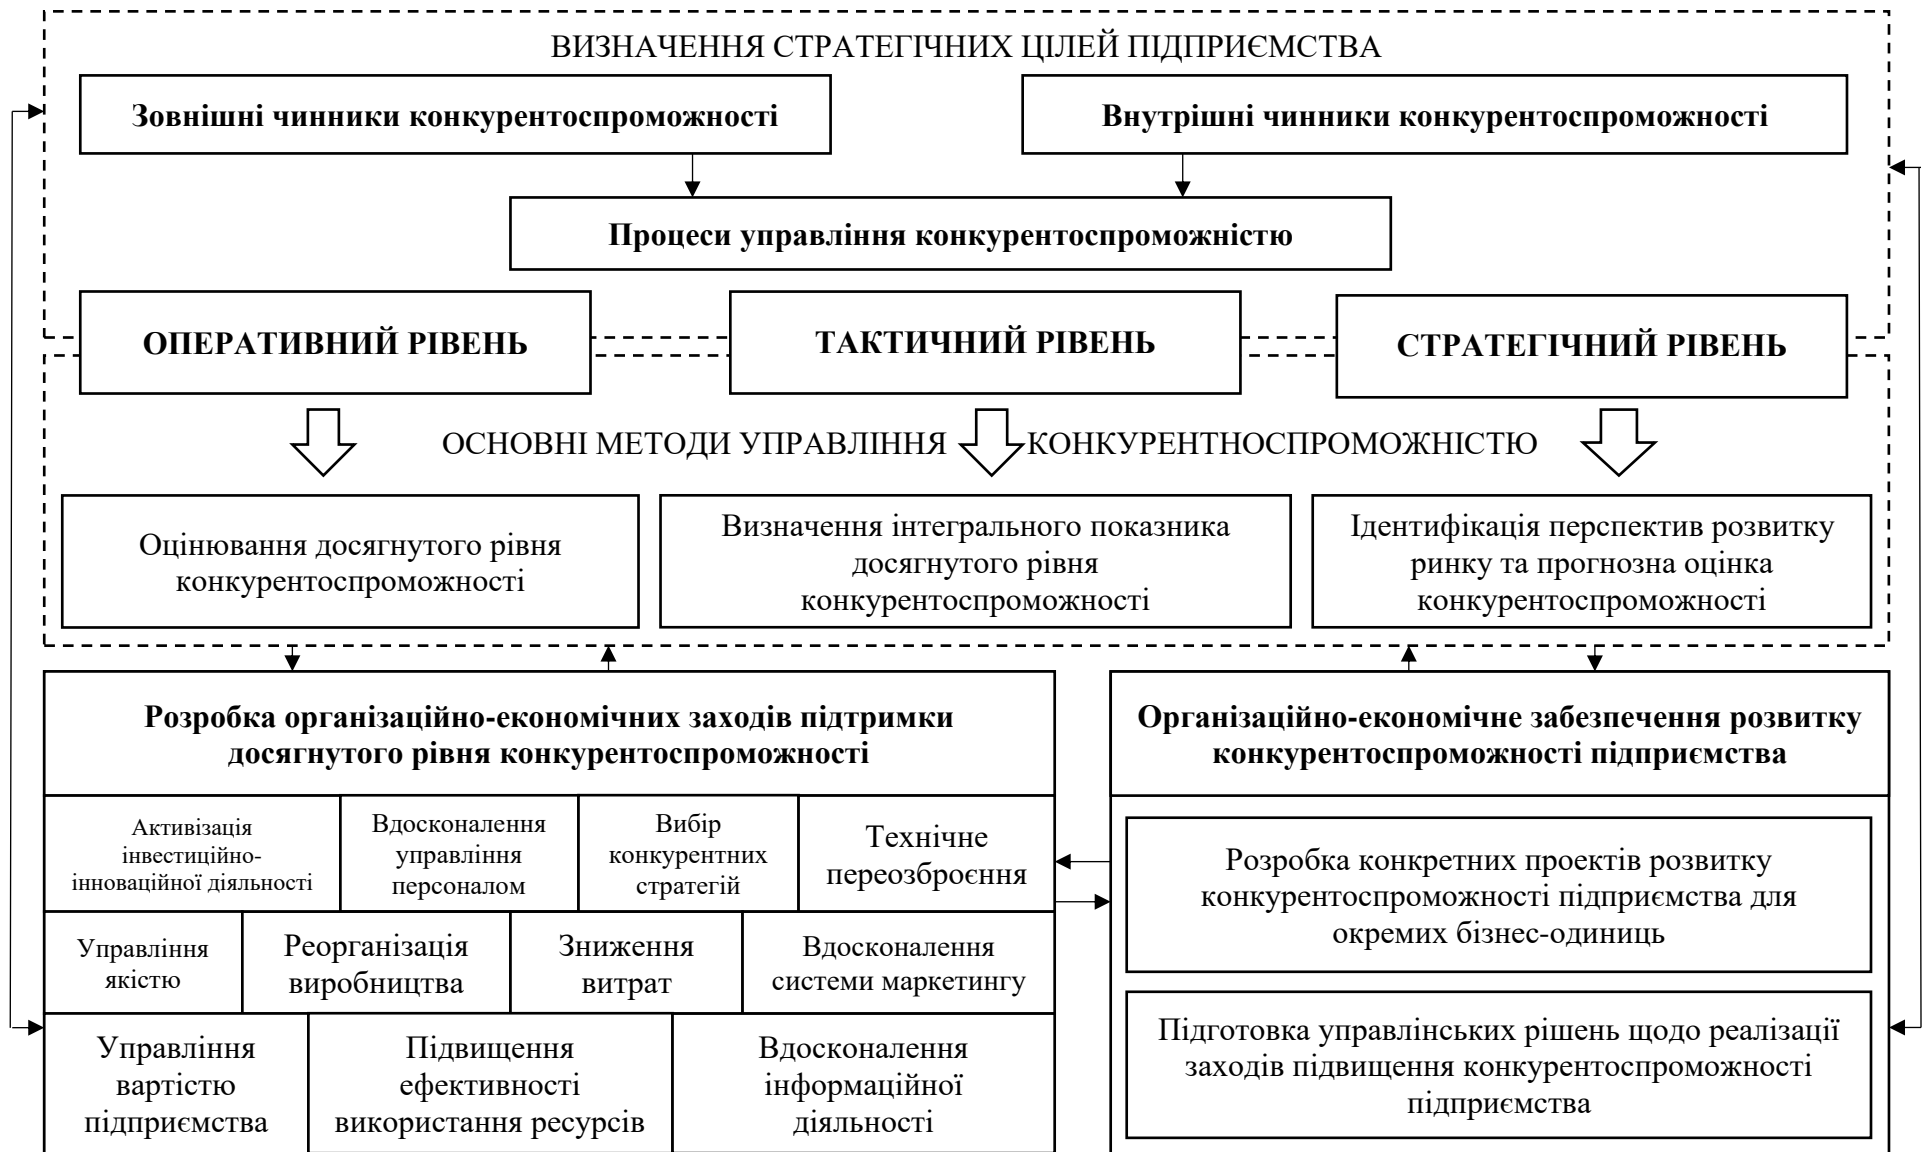 ВИЗНАЧЕННЯ СТРАТЕГІЧНИХ ЦІЛЕЙ ПІДПРИЄМСТВА
Зовнішні чинники конкурентоспроможності
Внутрішні чинники конкурентоспроможності
Процеси управління конкурентоспроможністю
ОПЕРАТИВНИЙ РІВЕНЬ
ТАКТИЧНИЙ РІВЕНЬ
СТРАТЕГІЧНИЙ РІВЕНЬ
ОСНОВНІ МЕТОДИ УПРАВЛІННЯ КОНКУРЕНТНОСПРОМОЖНІСТЮ
Оцінювання досягнутого рівня
конкурентоспроможності
Визначення інтегрального показника
досягнутого рівня
конкурентоспроможності
Ідентифікація перспектив розвитку
ринку та прогнозна оцінка
конкурентоспроможності
Розробка організаційно-економічних заходів підтримки
досягнутого рівня конкурентоспроможності
Організаційно-економічне забезпечення розвитку
конкурентоспроможності підприємства
Активізація
інвестиційно-
інноваційної діяльності
Вдосконалення
управління
персоналом
Вибір
конкурентних
стратегій
Технічне
переозброєння
Управління
якістю
Реорганізація
виробництва
Зниження
витрат
Вдосконалення
системи маркетингу
Управління
вартістю
підприємства
Підвищення
ефективності
використання ресурсів
Вдосконалення
інформаційної
діяльності
Розробка конкретних проектів розвитку
конкурентоспроможності підприємства для
окремих бізнес-одиниць
Підготовка управлінських рішень щодо реалізації
заходів підвищення конкурентоспроможності
підприємства